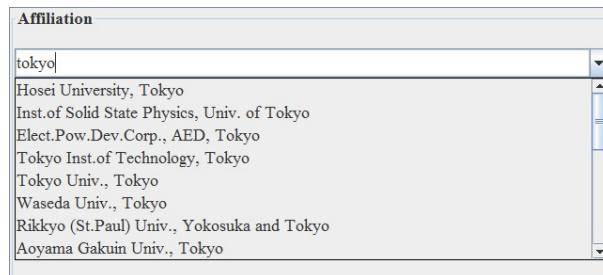 Affiliation
tokyo
Hosei University, Tokyo
Inst.of Solid State Physics, Univ. of Tokyo
Elect.Pow.Dev.Corp., AED, Tokyo
Tokyo Inst.of Technology, Tokyo
Tokyo Univ., Tokyo
Waseda Univ., Tokyo
Rikkyo (St.Paul) Univ., Yokosuka and Tokyo
Aoyama Gakuin Univ., Tokyo